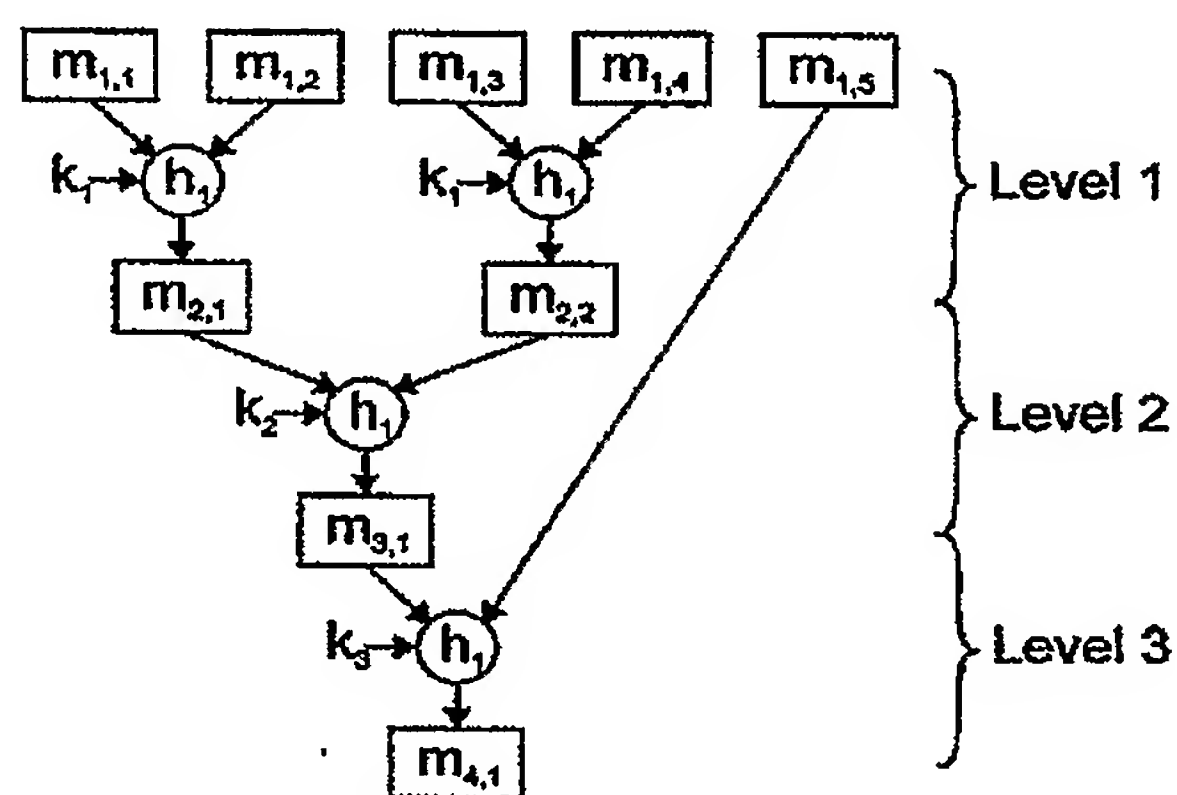 m1,1 m1,2 m1,3 m1,4 m1,5
k1 h1 k1 h1 Level 1
m2,1 m2,2
k2 h1 Level 2
m3,1
k3 h1 Level 3
m4,1